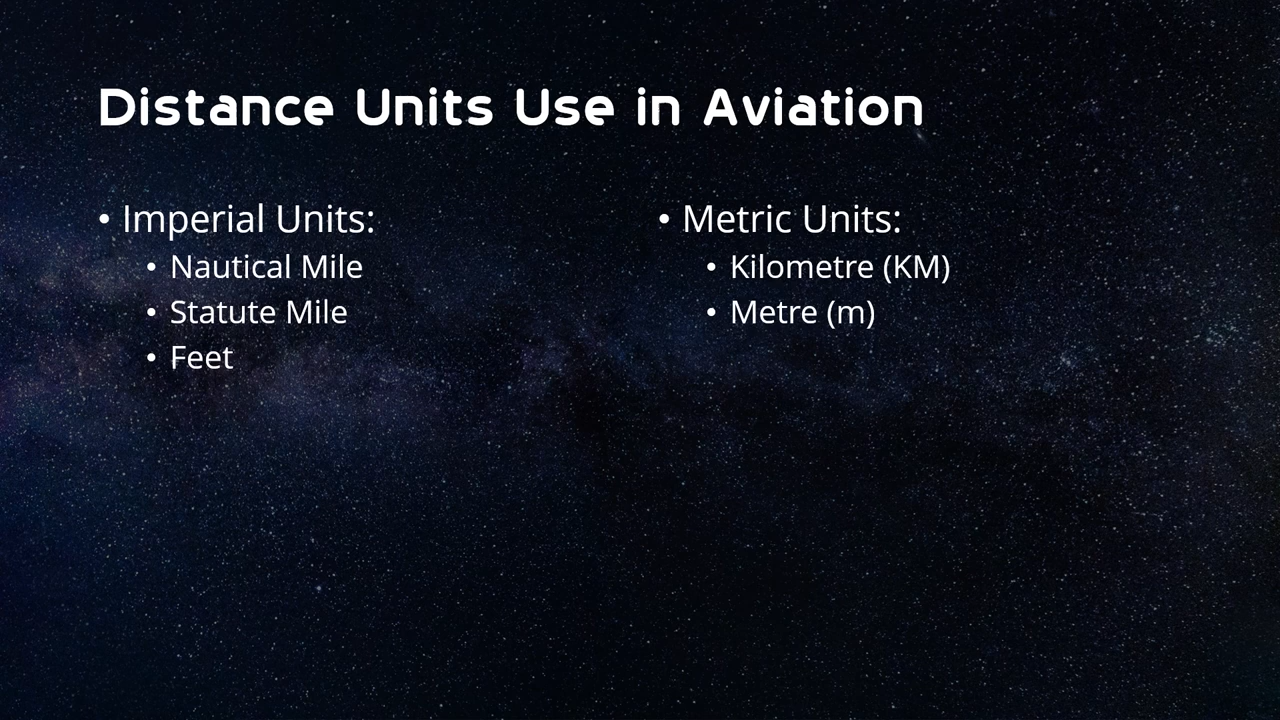 Distance Units Use in Aviation
• Imperial Units:
• Nautical Mile
• Statute Mile
• Feet
• Metric Units:
• Kilometre (KM)
• Metre (m)